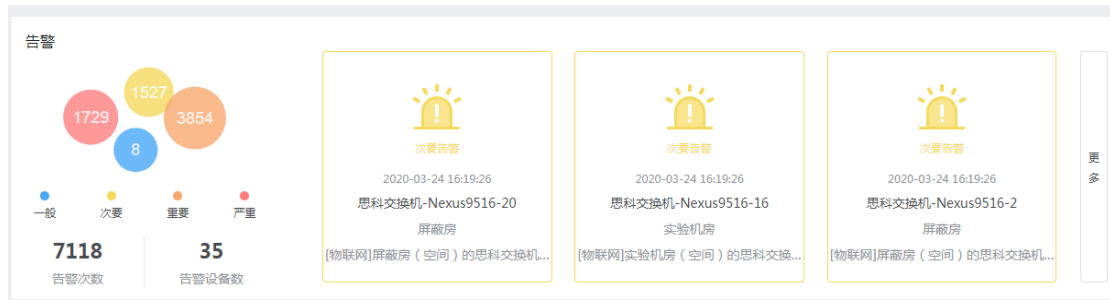 告警
1527
1729
3854
8
一般
次要
重要
严重
7118
35
告警次数
告警设备数
次要告警
2020-03-24 16:19:26
思科交换机-Nexus9516-20
屏蔽房
[物联网]屏蔽房（空间）的思科交换机...
次要告警
2020-03-24 16:19:26
思科交换机-Nexus9516-16
实验机房
[物联网]实验机房（空间）的思科交换...
次要告警
2020-03-24 16:19:26
思科交换机-Nexus9516-2
屏蔽房
[物联网]屏蔽房（空间）的思科交换机...
更
多